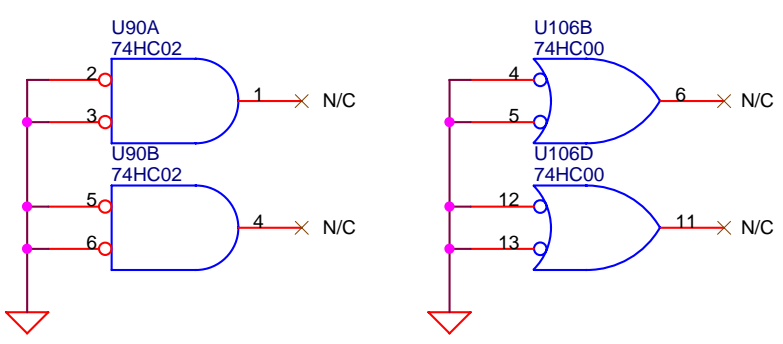 U90A
74HC02
2
3
1
N/C
U90B
74HC02
5
6
4
N/C
U106B
74HC00
4
5
6
N/C
U106D
74HC00
12
13
11
N/C